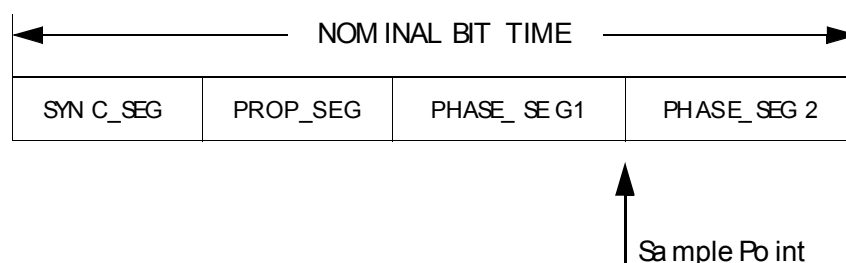 NOMINAL BIT TIME
SYNC_SEG PROP_SEG PHASE_SEG1 PHASE_SEG2
Sample Point